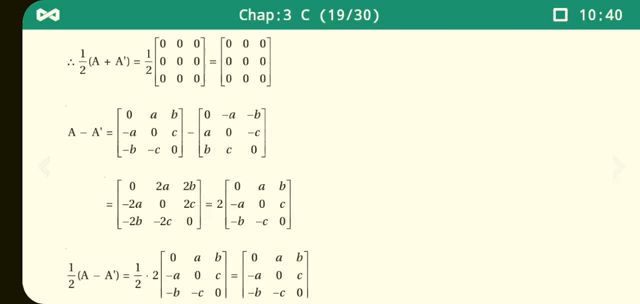 Chap:3 C (19/30)
10:40
∴ 1/2 (A + A') = 1/2 [0 0 0; 0 0 0; 0 0 0] = [0 0 0; 0 0 0; 0 0 0]
A − A' = [0 a b; −a 0 c; −b −c 0] − [0 −a −b; a 0 −c; b c 0]
= [0 2a 2b; −2a 0 2c; −2b −2c 0] = 2 [0 a b; −a 0 c; −b −c 0]
1/2 (A − A') = 1/2 · 2 [0 a b; −a 0 c; −b −c 0] = [0 a b; −a 0 c; −b −c 0]